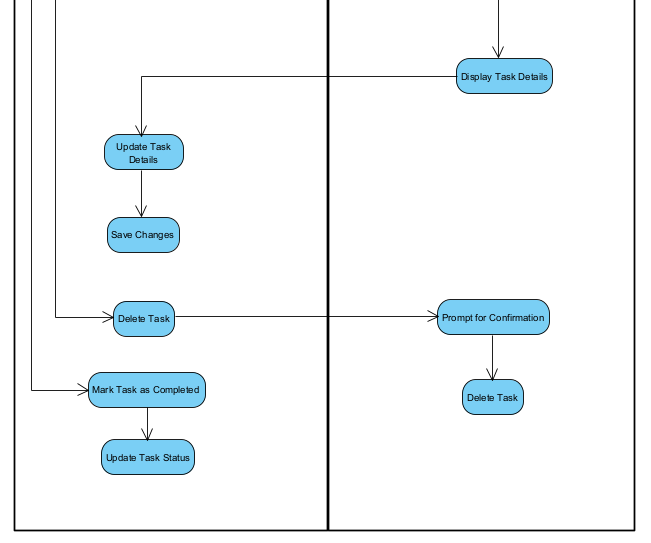 Display Task Details
Update Task
Details
Save Changes
Delete Task
Prompt for Confirmation
Mark Task as Completed
Delete Task
Update Task Status